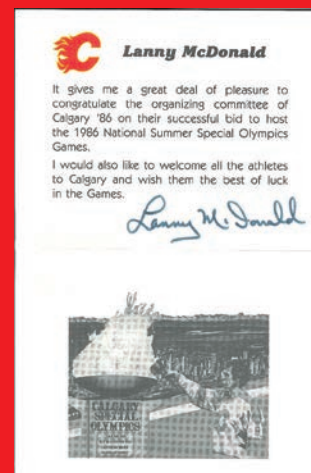 Lanny McDonald
It gives me a great deal of pleasure to
congratulate the organizing committee of
Calgary '86 on their successful bid to host
the 1986 National Summer Special Olympics
Games.
I would also like to welcome all the athletes
to Calgary and wish them the best of luck
in the Games.
Lanny McDonald
CALGARY
SPECIAL
OLYMPICS